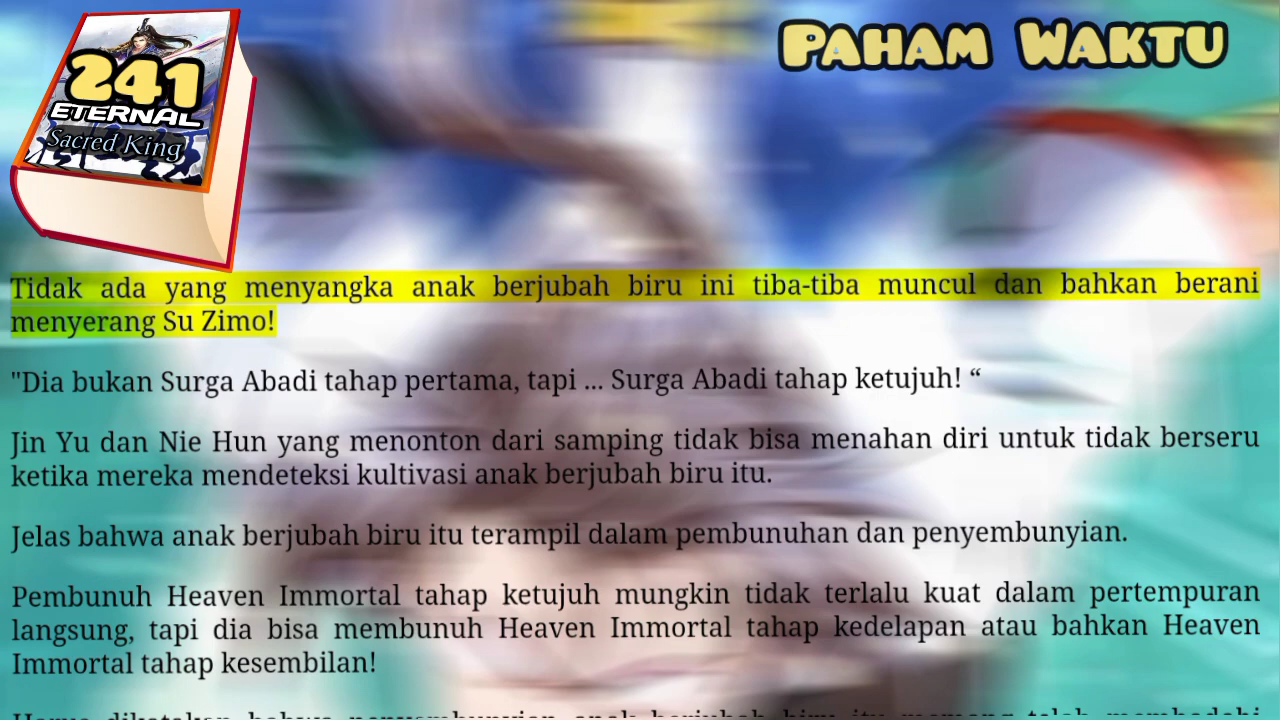 PAHAM WAKTU
241
ETERNAL
Sacred King
Tidak ada yang menyangka anak berjubah biru ini tiba-tiba muncul dan bahkan berani
menyerang Su Zimo!
"Dia bukan Surga Abadi tahap pertama, tapi ... Surga Abadi tahap ketujuh! “
Jin Yu dan Nie Hun yang menonton dari samping tidak bisa menahan diri untuk tidak berseru
ketika mereka mendeteksi kultivasi anak berjubah biru itu.
Jelas bahwa anak berjubah biru itu terampil dalam pembunuhan dan penyembunyian.
Pembunuh Heaven Immortal tahap ketujuh mungkin tidak terlalu kuat dalam pertempuran
langsung, tapi dia bisa membunuh Heaven Immortal tahap kedelapan atau bahkan Heaven
Immortal tahap kesembilan!